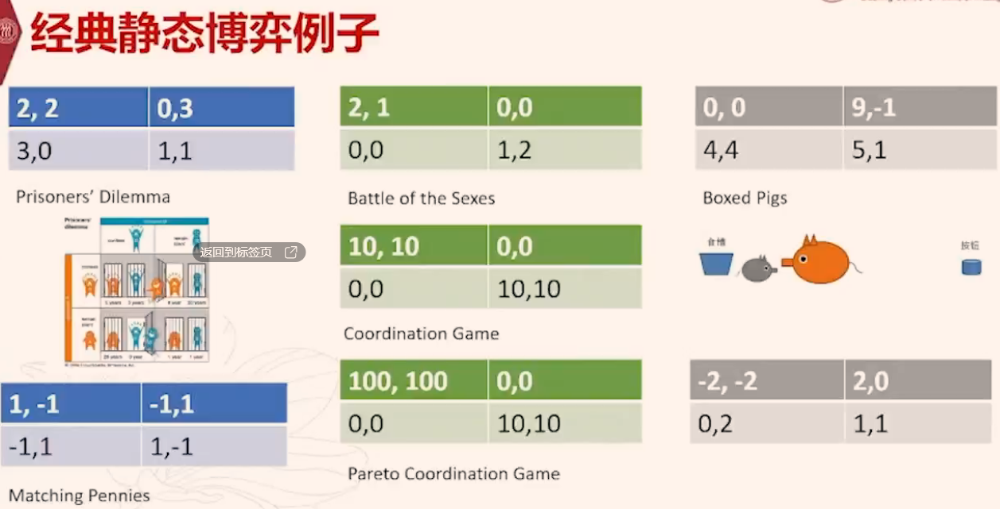 经典静态博弈例子
2, 2 0,3
3,0 1,1
Prisoners’ Dilemma
Prisoners'
dilemma
返回到标签页
1, -1 -1,1
-1,1 1,-1
Matching Pennies
2, 1 0,0
0,0 1,2
Battle of the Sexes
10, 10 0,0
0,0 10,10
Coordination Game
100, 100 0,0
0,0 10,10
Pareto Coordination Game
0, 0 9,-1
4,4 5,1
Boxed Pigs
食槽
按钮
-2, -2 2,0
0,2 1,1